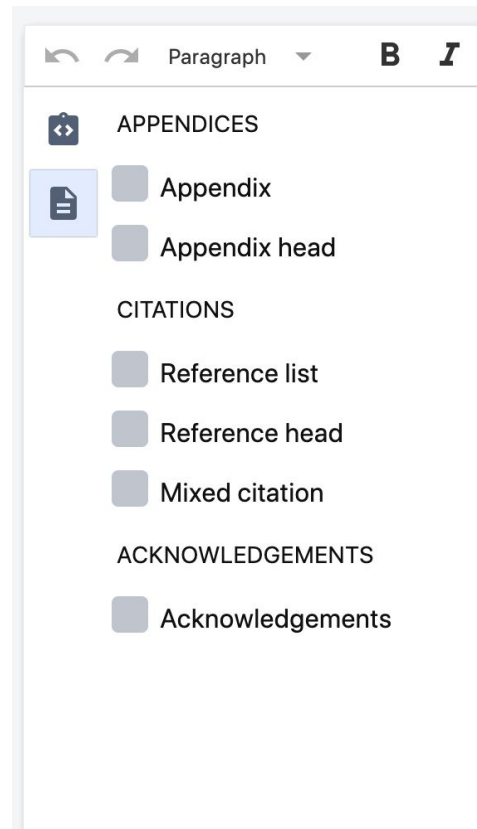 Paragraph B I
APPENDICES
Appendix
Appendix head
CITATIONS
Reference list
Reference head
Mixed citation
ACKNOWLEDGEMENTS
Acknowledgements